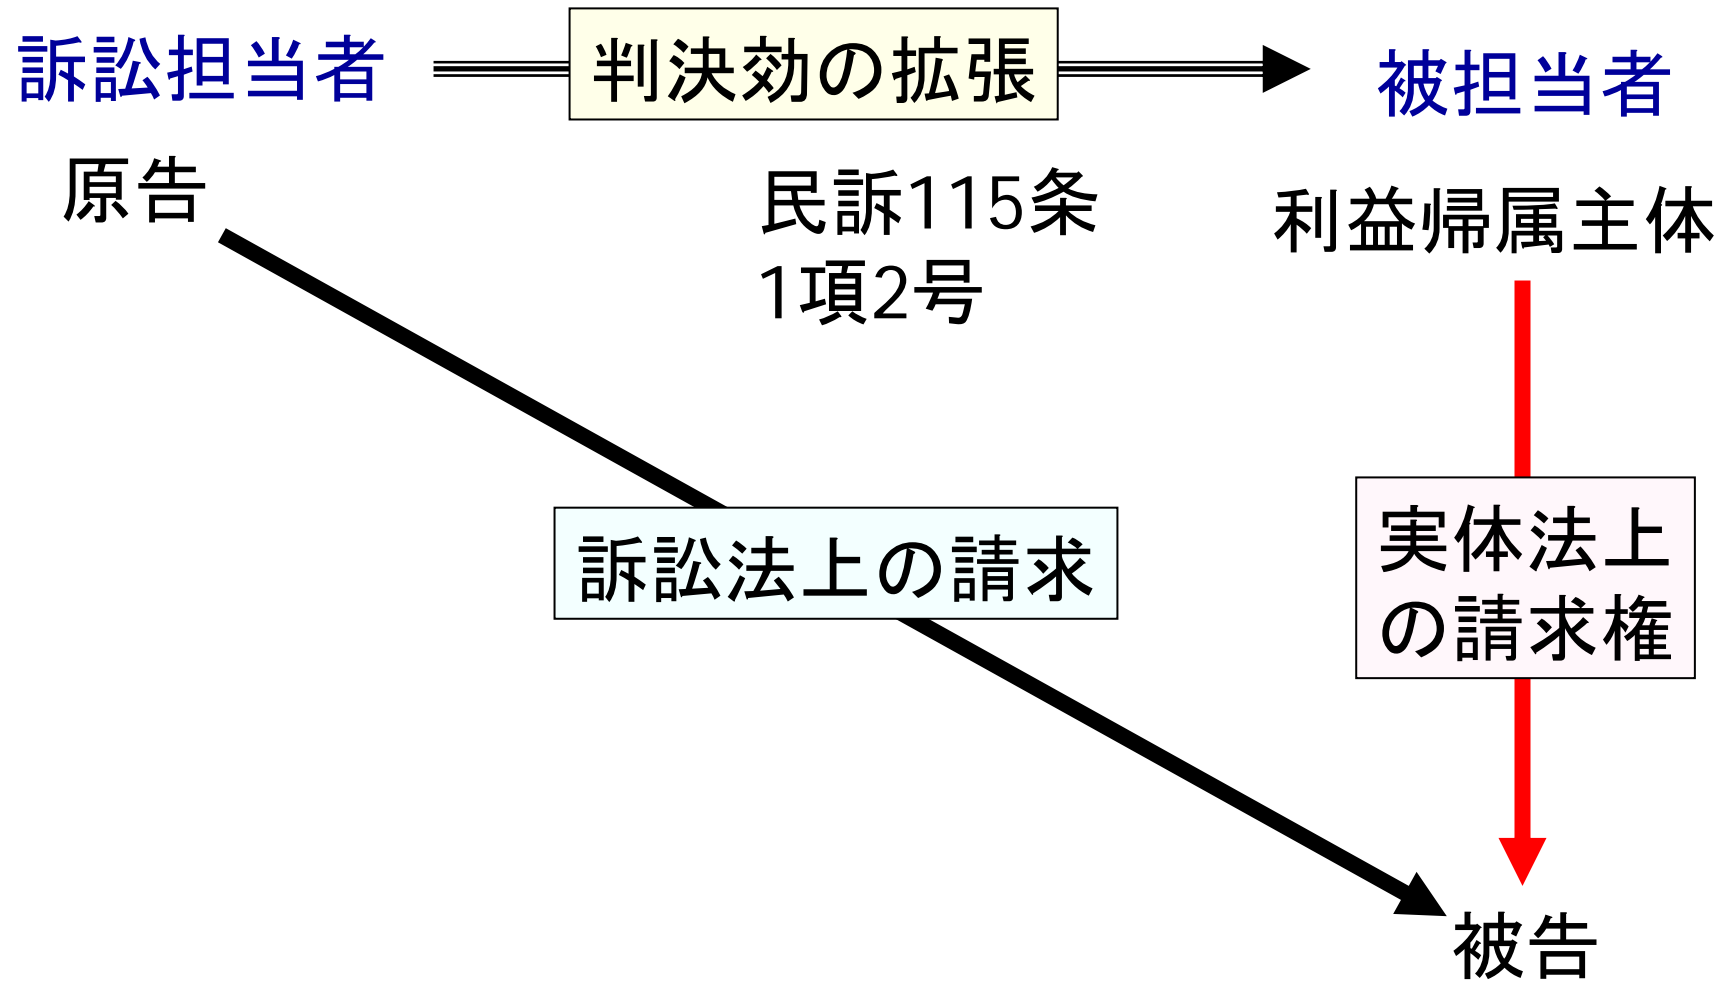 訴訟担当者
判決効の拡張
被担当者
原告
民訴115条
1項2号
利益帰属主体
訴訟法上の請求
実体法上
の請求権
被告